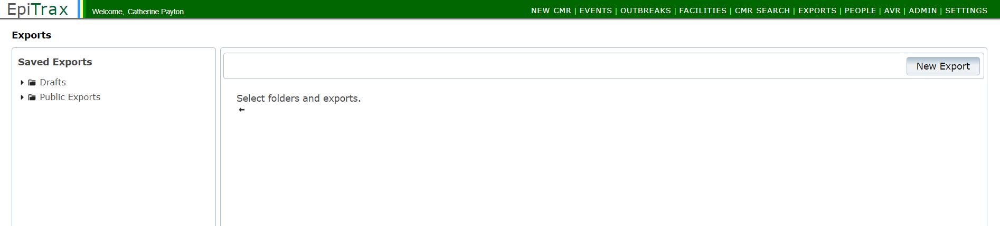 EpiTrax
Welcome, Catherine Payton
NEW CMR | EVENTS | OUTBREAKS | FACILITIES | CMR SEARCH | EXPORTS | PEOPLE | AVR | ADMIN | SETTINGS
Exports
Saved Exports
Drafts
Public Exports
New Export
Select folders and exports.